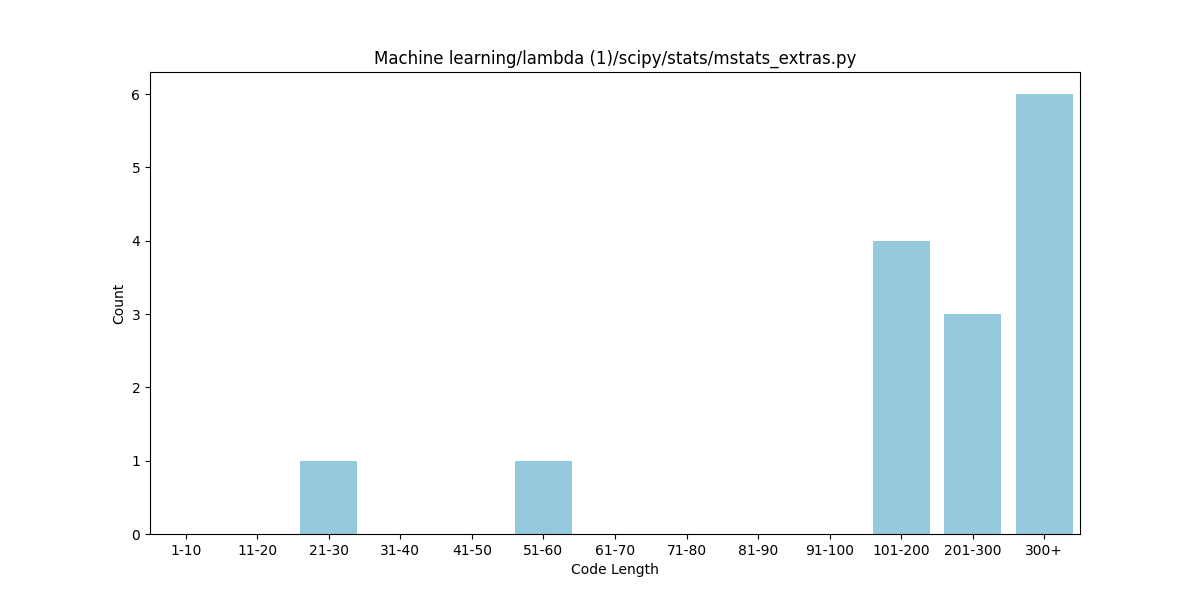 Machine learning/lambda (1)/scipy/stats/mstats_extras.py
6
5
4
3
2
1
0
Count
1-10 11-20 21-30 31-40 41-50 51-60 61-70 71-80 81-90 91-100 101-200 201-300 300+
Code Length